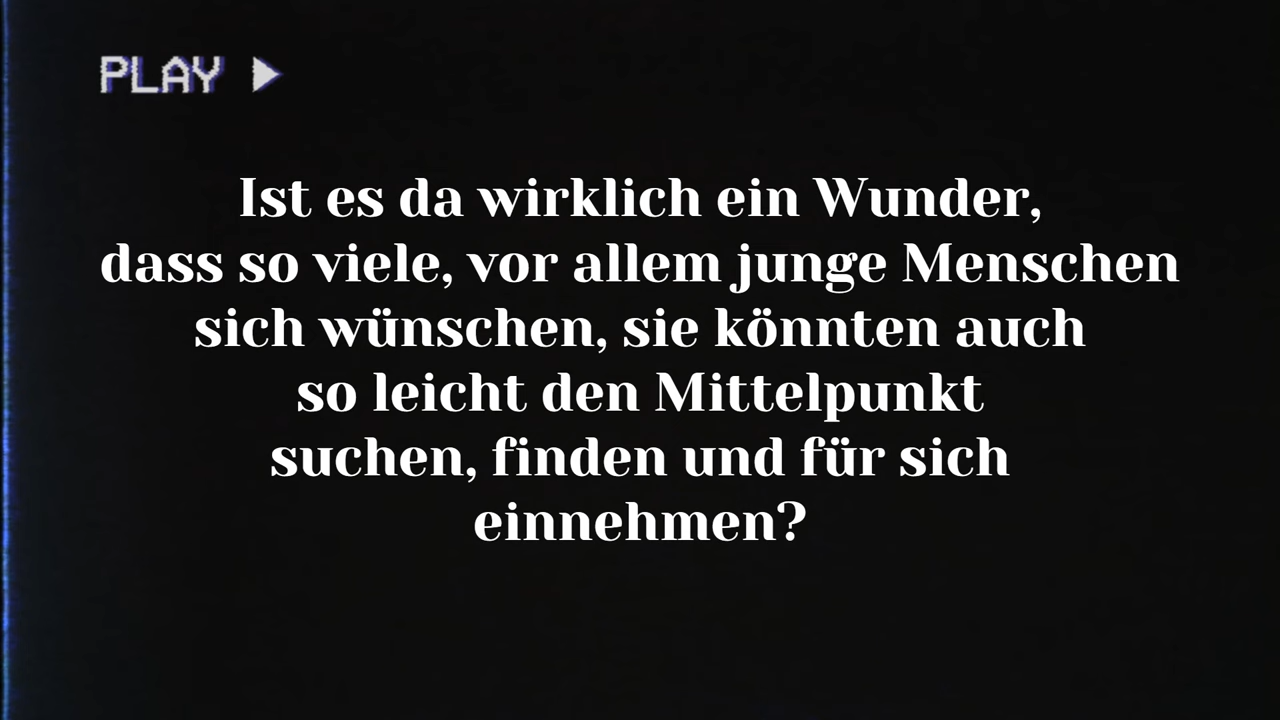 PLAY
Ist es da wirklich ein Wunder,
dass so viele, vor allem junge Menschen
sich wünschen, sie könnten auch
so leicht den Mittelpunkt
suchen, finden und für sich
einnehmen?